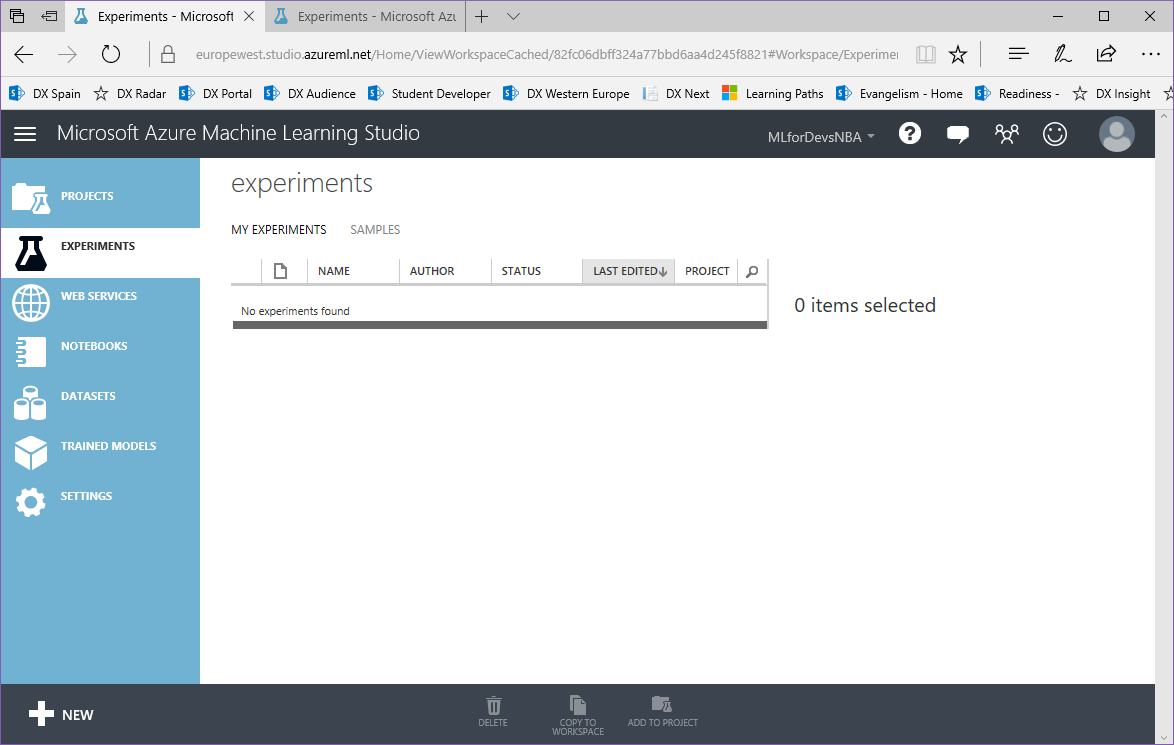 Experiments - Microsoft
Experiments - Microsoft Azu
europewest.studio.azureml.net/Home/ViewWorkspaceCached/82fc06dbff324a77bbd6aa4d245f8821#Workspace/Experimer
DX Spain DX Radar DX Portal DX Audience Student Developer DX Western Europe DX Next Learning Paths Evangelism - Home Readiness - DX Insight
Microsoft Azure Machine Learning Studio
MLforDevsNBA
?
PROJECTS
EXPERIMENTS
WEB SERVICES
NOTEBOOKS
DATASETS
TRAINED MODELS
SETTINGS
experiments
MY EXPERIMENTS SAMPLES
NAME AUTHOR STATUS LAST EDITED PROJECT
No experiments found
0 items selected
NEW
DELETE
COPY TO
WORKSPACE
ADD TO PROJECT